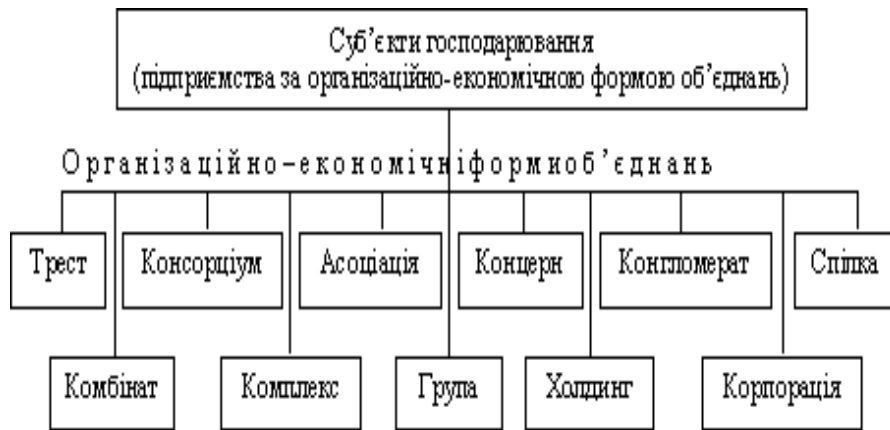 Суб’єкти господарювання
(підприємства за організаційно-економічною формою об’єднань)
Організаційно–економічніформиоб’єднань
Трест
Консорціум
Асоціація
Концерн
Конгломерат
Спілка
Комбінат
Комплекс
Група
Холдинг
Корпорація